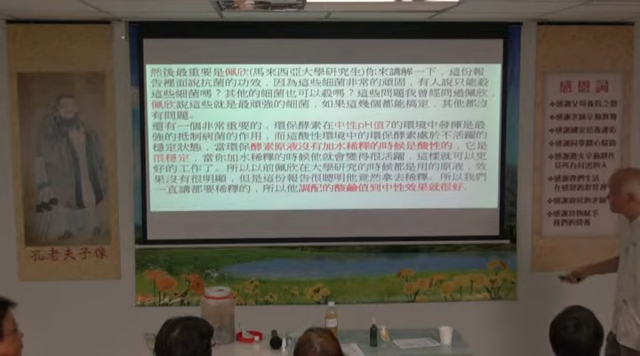 然後最重要是佩欣(馬來西亞大學研究生)你來講解一下，這份報
告裡面說抗菌的功效，因為這些細菌非常的頑固，有人說只能殺
這些細菌嗎？其他的細菌也可以殺嗎？這些問題我曾經問過佩欣，
佩欣說這些就是最頑強的細菌，如果這幾個都能搞定，其他都沒
有問題。
還有一個非常重要的，環保酵素在中性pH值7的環境中發揮是最
強的抵制病菌的作用，而這酸性環境中的環保酵素處於不活躍的
穩定狀態，當環保酵素原液沒有加水稀釋的時候是酸性的，它是
很穩定，當你加水稀釋的時候他就會變得很活躍，這樣就可以更
好的工作了。所以以前佩欣在大學研究的時候都是用的原液，效
果沒有很明顯，但是這份報告很聰明他竟然拿去稀釋。所以我們
一直講都要稀釋的，所以他調配的酸鹼值到中性效果就很好.
孔老夫子像
感恩詞